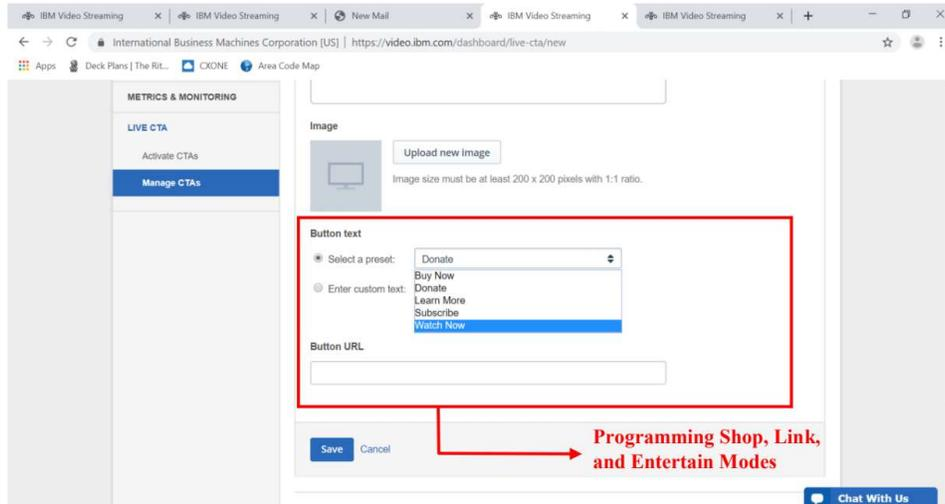 IBM Video Streaming
IBM Video Streaming
New Mail
IBM Video Streaming
IBM Video Streaming
International Business Machines Corporation [US] | https://video.ibm.com/dashboard/live-cta/new
Apps Deck Plans | The Rit... CXONE Area Code Map
METRICS & MONITORING
LIVE CTA
Activate CTAs
Manage CTAs
Image
Upload new image
Image size must be at least 200 x 200 pixels with 1:1 ratio.
Button text
Select a preset: Donate
Buy Now
Enter custom text: Donate
Learn More
Subscribe
Watch Now
Button URL
Save Cancel
Programming Shop, Link,
and Entertain Modes
Chat With Us